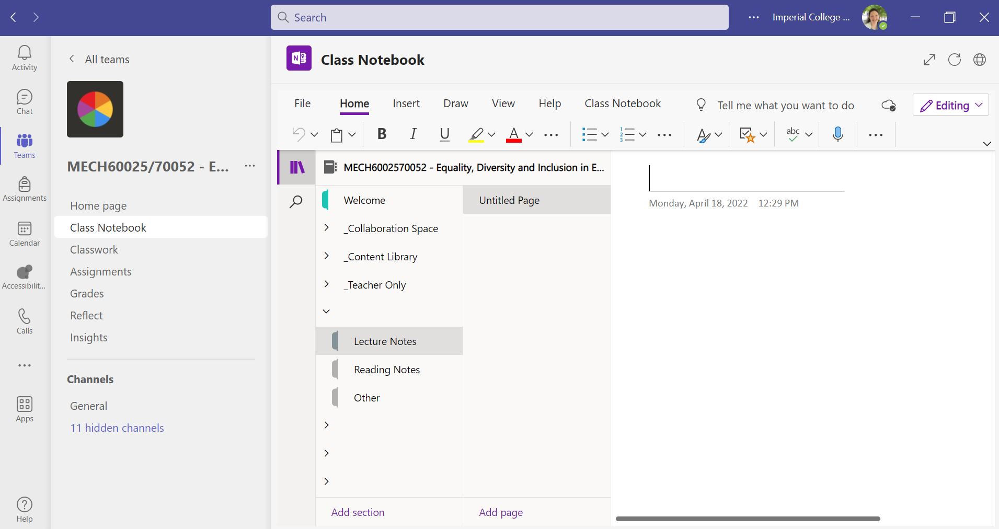 Search
Imperial College ...
Activity
Chat
Teams
Assignments
Calendar
Accessibilit...
Calls
Apps
Help
All teams
MECH60025/70052 - E...
Home page
Class Notebook
Classwork
Assignments
Grades
Reflect
Insights
Channels
General
11 hidden channels
N
Class Notebook
File Home Insert Draw View Help Class Notebook Tell me what you want to do Editing
B I U A abc
1
2
3
MECH6002570052 - Equality, Diversity and Inclusion in E...
Welcome
_Collaboration Space
_Content Library
_Teacher Only
Lecture Notes
Reading Notes
Other
Add section
Untitled Page
Add page
Monday, April 18, 2022 12:29 PM